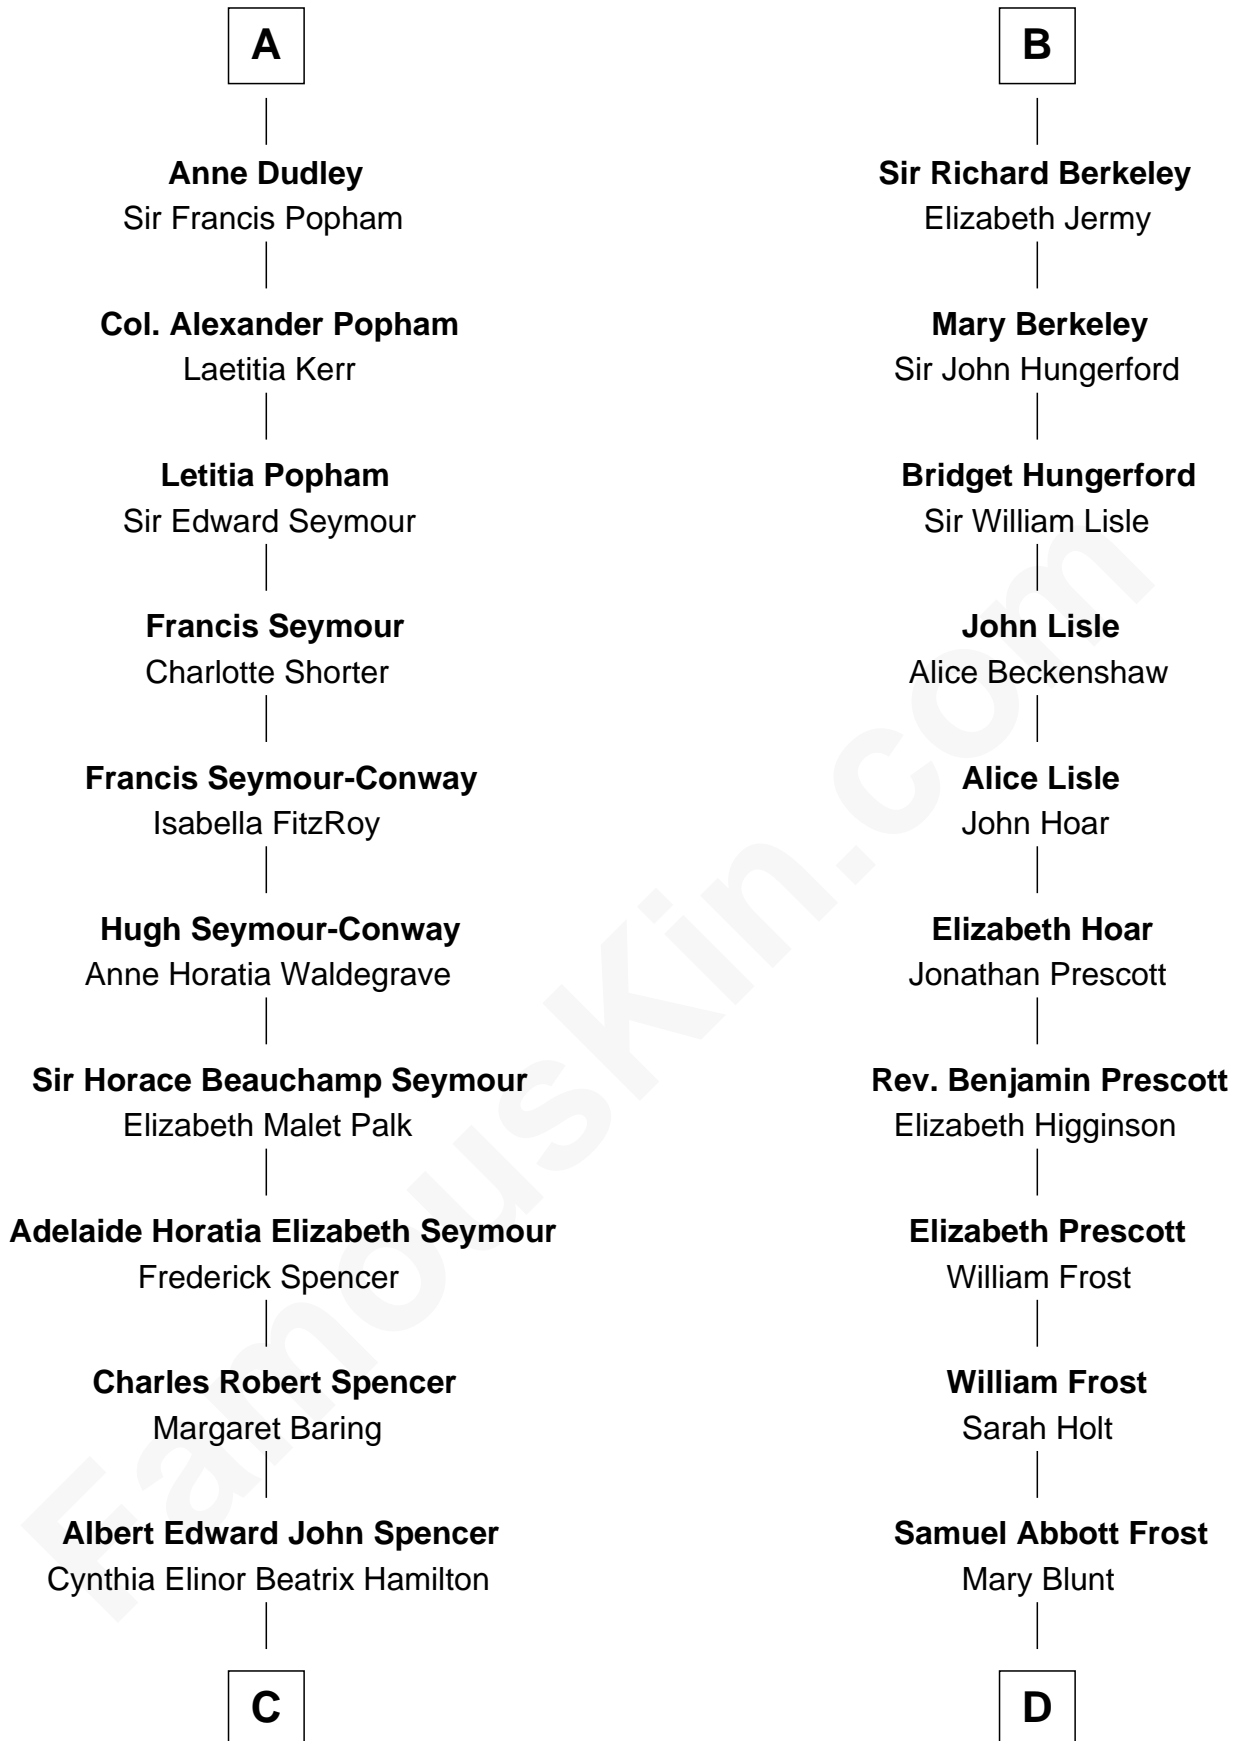 A
Anne Dudley
Sir Francis Popham
Col. Alexander Popham
Laetitia Kerr
Letitia Popham
Sir Edward Seymour
Francis Seymour
Charlotte Shorter
Francis Seymour-Conway
Isabella FitzRoy
Hugh Seymour-Conway
Anne Horatia Waldegrave
Sir Horace Beauchamp Seymour
Elizabeth Malet Palk
Adelaide Horatia Elizabeth Seymour
Frederick Spencer
Charles Robert Spencer
Margaret Baring
Albert Edward John Spencer
Cynthia Elinor Beatrix Hamilton
C
B
Sir Richard Berkeley
Elizabeth Jermy
Mary Berkeley
Sir John Hungerford
Bridget Hungerford
Sir William Lisle
John Lisle
Alice Beckenshaw
Alice Lisle
John Hoar
Elizabeth Hoar
Jonathan Prescott
Rev. Benjamin Prescott
Elizabeth Higginson
Elizabeth Prescott
William Frost
William Frost
Sarah Holt
Samuel Abbott Frost
Mary Blunt
D
FamousKin.com